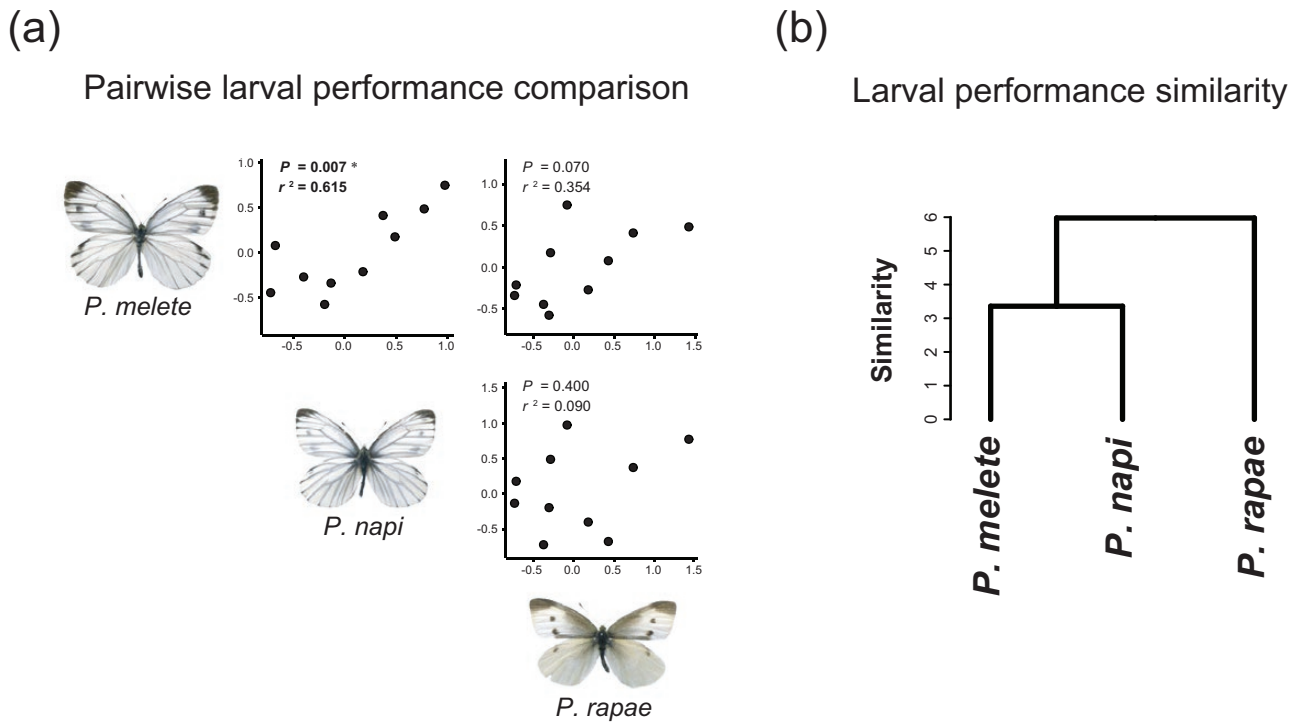 (a)
Pairwise larval performance comparison
P = 0.007 *
r 2 = 0.615
1.0
0.5
0.0
-0.5
-0.5 0.0 0.5 1.0
P. melete
P = 0.070
r 2 = 0.354
1.0
0.5
0.0
-0.5
-0.5 0.0 0.5 1.0 1.5
P = 0.400
r 2 = 0.090
1.5
1.0
0.5
0.0
-0.5
-0.5 0.0 0.5 1.0 1.5
P. napi
P. rapae
(b)
Larval performance similarity
Similarity
6
5
4
3
2
1
0
P. melete
P. napi
P. rapae